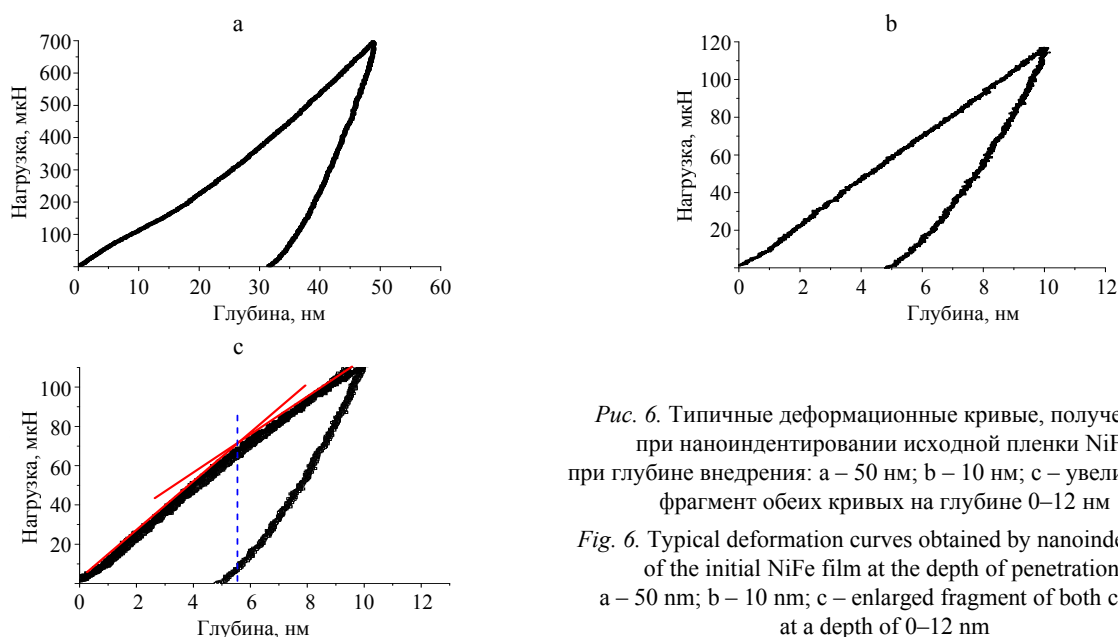 a
700
600
500
400
300
200
100
0 10 20 30 40 50 60
Глубина, нм
Нагрузка, мкН
b
120
100
80
60
40
20
0 2 4 6 8 10 12
Глубина, нм
Нагрузка, мкН
c
100
80
60
40
20
0 2 4 6 8 10 12
Глубина, нм
Нагрузка, мкН
Рис. 6. Типичные деформационные кривые,
при наноиндентировании исходной пленки
при глубине внедрения: a – 50 нм; b – 10 нм; c –
фрагмент обеих кривых на глубине 0–12 нм
Fig. 6. Typical deformation curves obtained by
of the initial NiFe film at the depth of penetration
a – 50 nm; b – 10 nm; c – enlarged fragment of both
at a depth of 0–12 nm